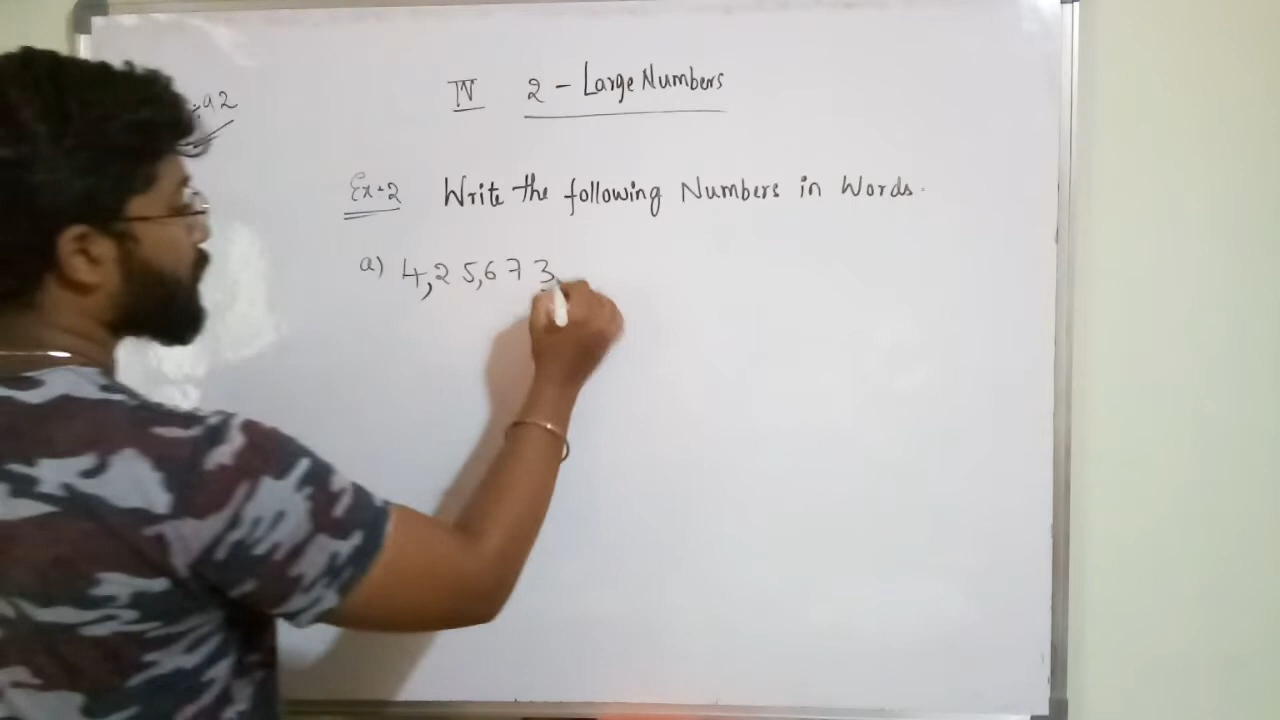 IV 2 - Large Numbers
Ex-2 Write the following Numbers in Words.
a) 4,25,673